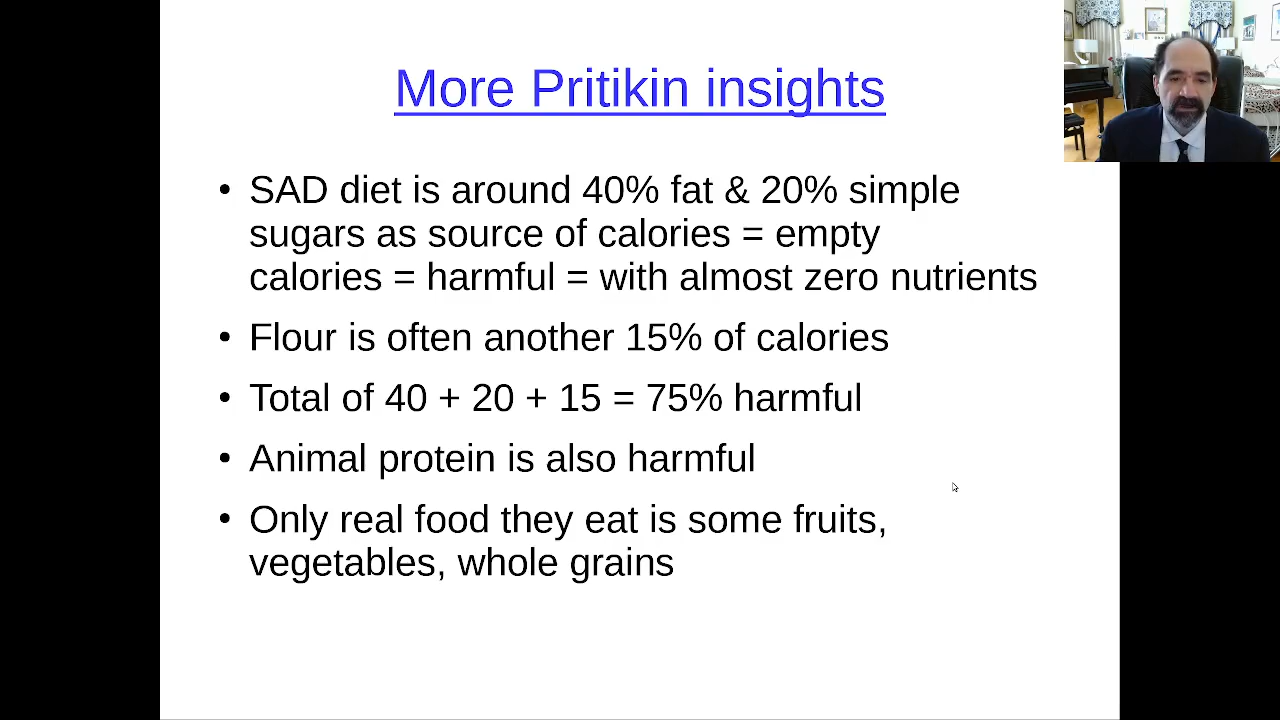 More Pritikin insights
• SAD diet is around 40% fat & 20% simple
sugars as source of calories = empty
calories = harmful = with almost zero nutrients
• Flour is often another 15% of calories
• Total of 40 + 20 + 15 = 75% harmful
• Animal protein is also harmful
• Only real food they eat is some fruits,
vegetables, whole grains